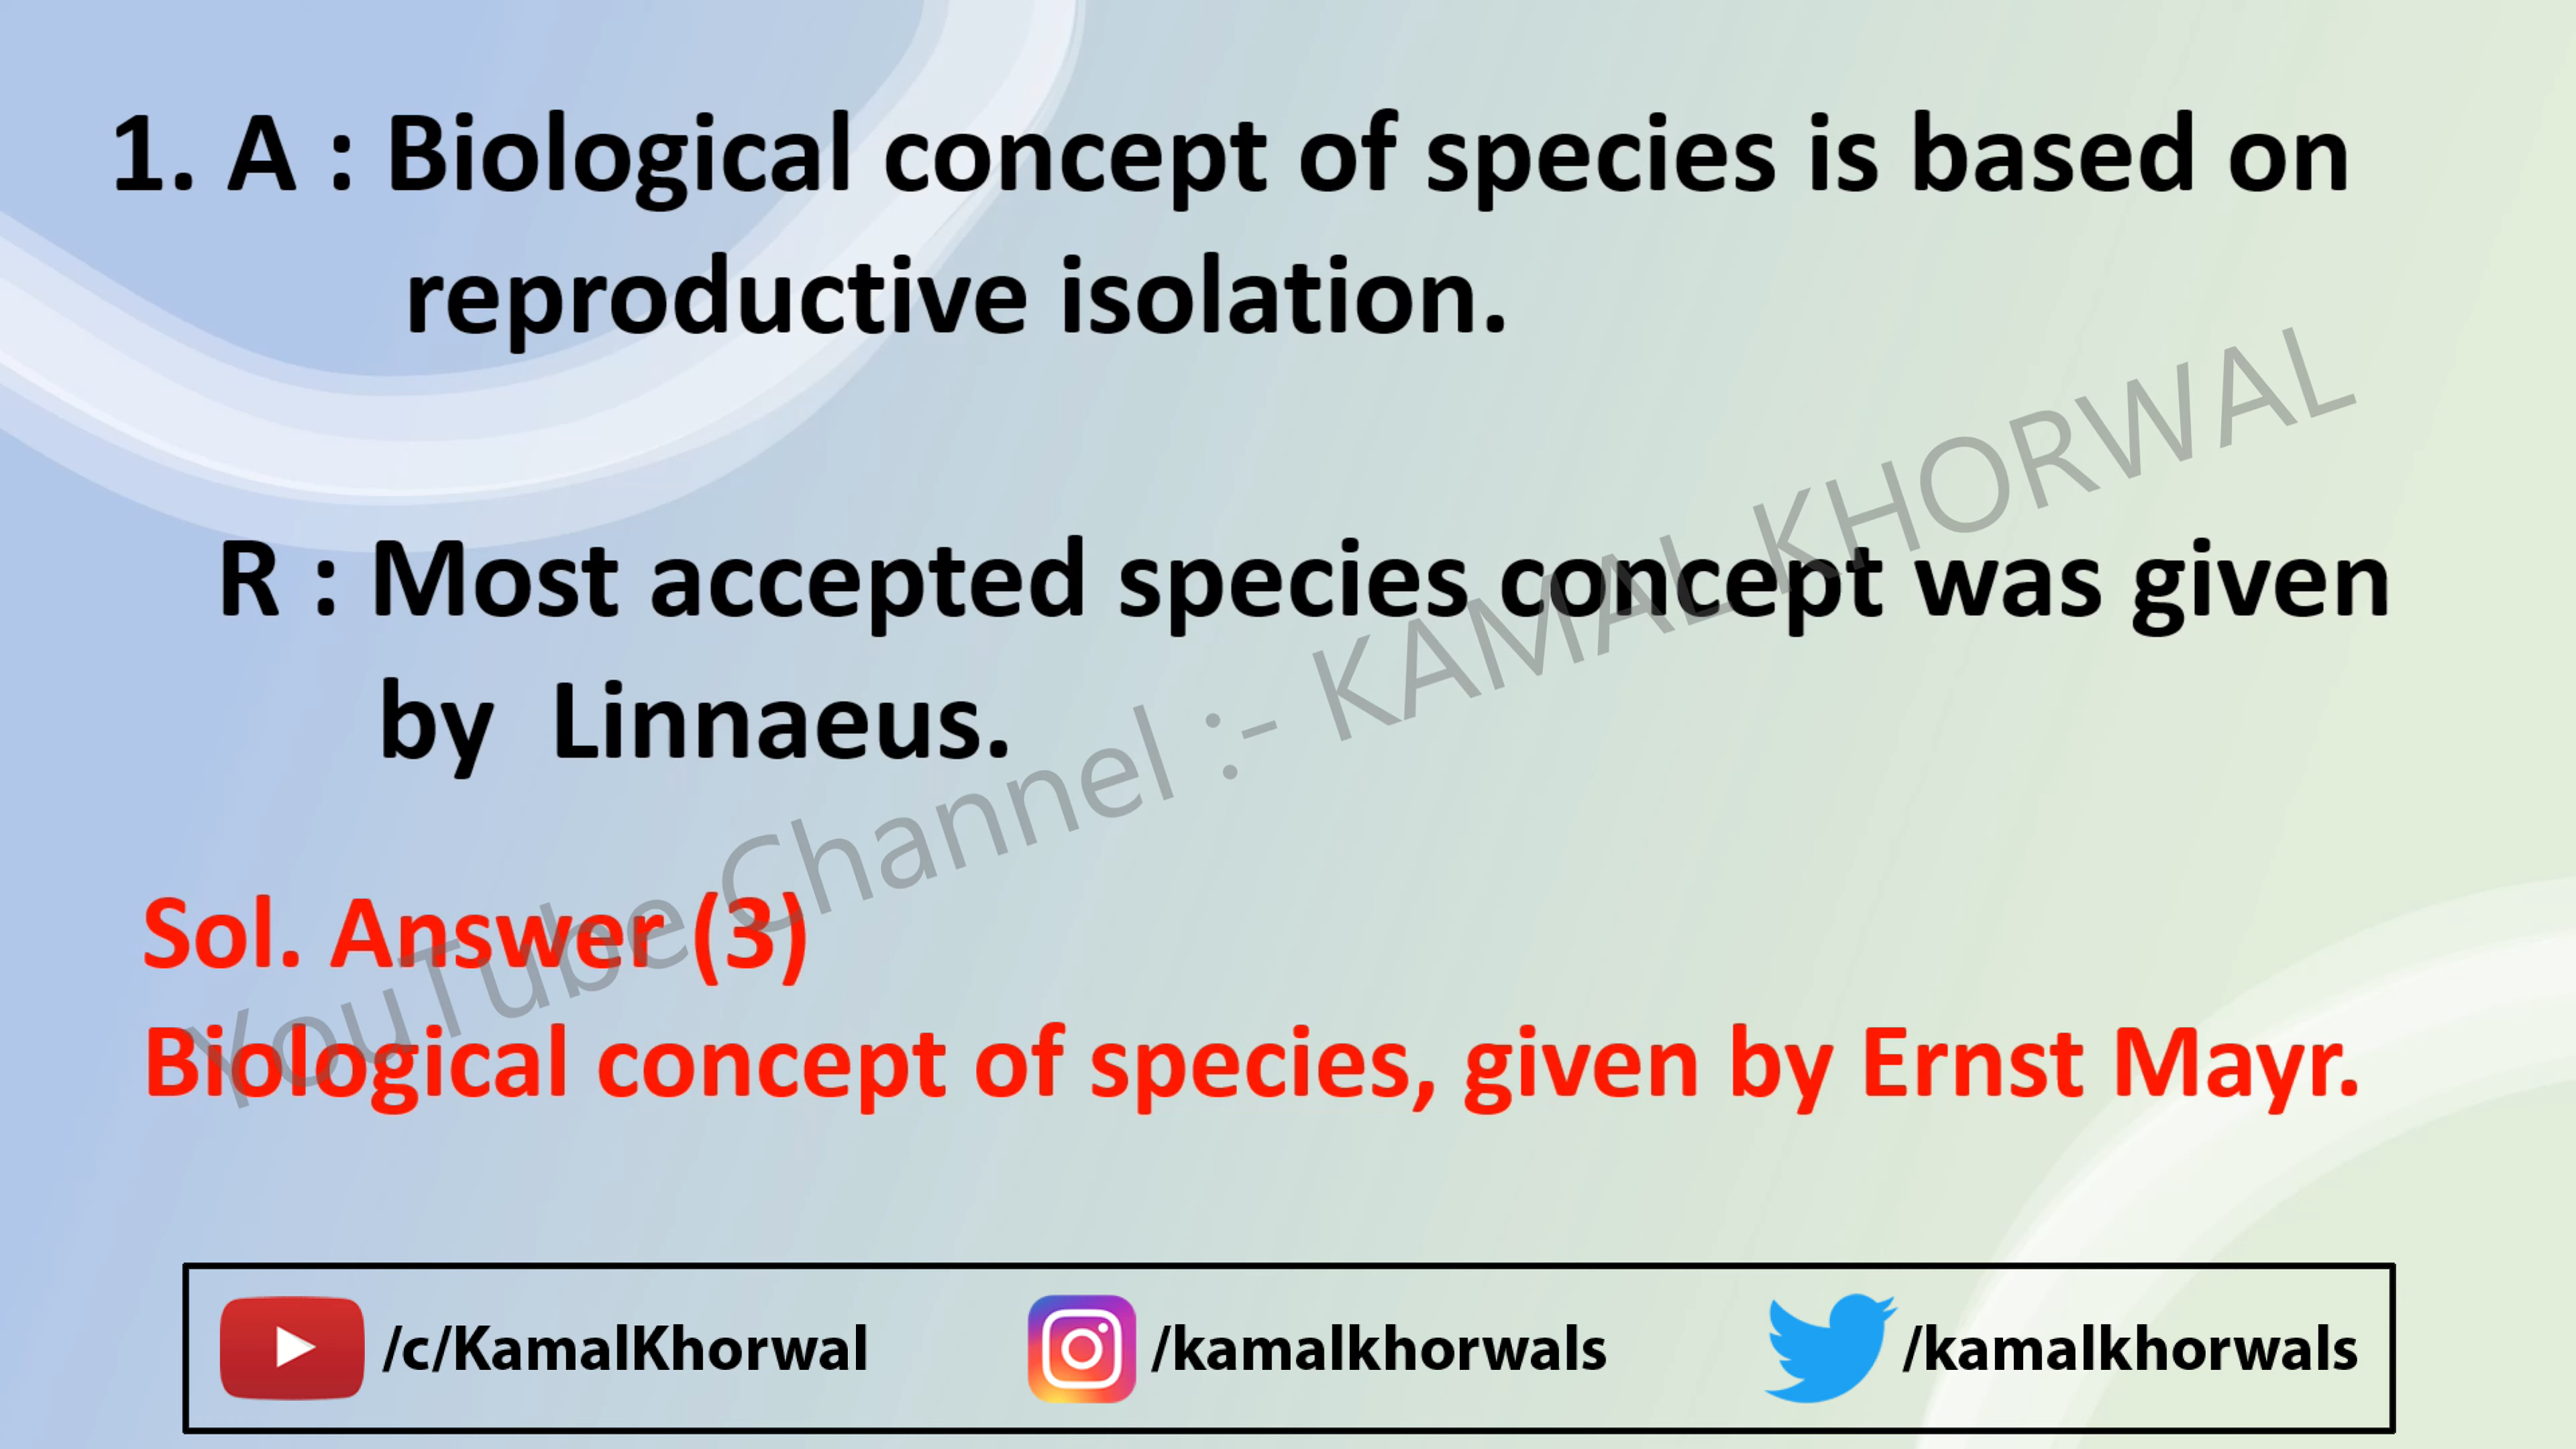 1. A : Biological concept of species is based on
reproductive isolation.
R : Most accepted species concept was given
by Linnaeus.
YouTube Channel :- KAMAL KHORWAL
Sol. Answer (3)
Biological concept of species, given by Ernst Mayr.
/c/KamalKhorwal /kamalkhorwals /kamalkhorwals